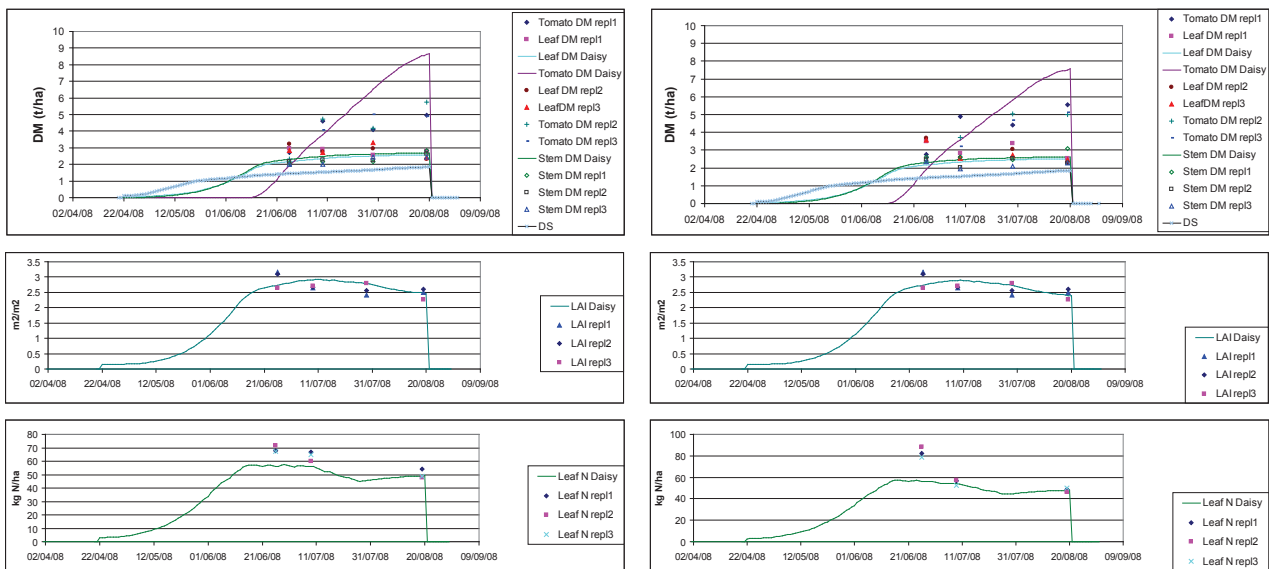 10
9
8
7
6
5
4
3
2
1
0
DM (t/ha)
02/04/08 22/04/08 12/05/08 01/06/08 21/06/08 11/07/08 31/07/08 20/08/08 09/09/08
Tomato DM repl1
Leaf DM repl1
Leaf DM Daisy
Tomato DM Daisy
Leaf DM repl2
LeafDM repl3
Tomato DM repl2
Tomato DM repl3
Stem DM Daisy
Stem DM repl1
Stem DM repl2
Stem DM repl3
DS
10
9
8
7
6
5
4
3
2
1
0
DM (t/ha)
02/04/08 22/04/08 12/05/08 01/06/08 21/06/08 11/07/08 31/07/08 20/08/08 09/09/08
Tomato DM repl1
Leaf DM repl1
Leaf DM Daisy
Tomato DM Daisy
Leaf DM repl2
LeafDM repl3
Tomato DM repl2
Tomato DM repl3
Stem DM Daisy
Stem DM repl1
Stem DM repl2
Stem DM repl3
DS
3.5
3
2.5
2
1.5
1
0.5
0
m2/m2
02/04/08 22/04/08 12/05/08 01/06/08 21/06/08 11/07/08 31/07/08 20/08/08 09/09/08
LAI Daisy
LAI repl1
LAI repl2
LAI repl3
3.5
3
2.5
2
1.5
1
0.5
0
m2/m2
02/04/08 22/04/08 12/05/08 01/06/08 21/06/08 11/07/08 31/07/08 20/08/08 09/09/08
LAI Daisy
LAI repl1
LAI repl2
LAI repl3
80
70
60
50
40
30
20
10
0
kg N/ha
02/04/08 22/04/08 12/05/08 01/06/08 21/06/08 11/07/08 31/07/08 20/08/08 09/09/08
Leaf N Daisy
Leaf N repl1
Leaf N repl2
Leaf N repl3
100
80
60
40
20
0
kg N/ha
02/04/08 22/04/08 12/05/08 01/06/08 21/06/08 11/07/08 31/07/08 20/08/08 09/09/08
Leaf N Daisy
Leaf N repl1
Leaf N repl2
Leaf N repl3